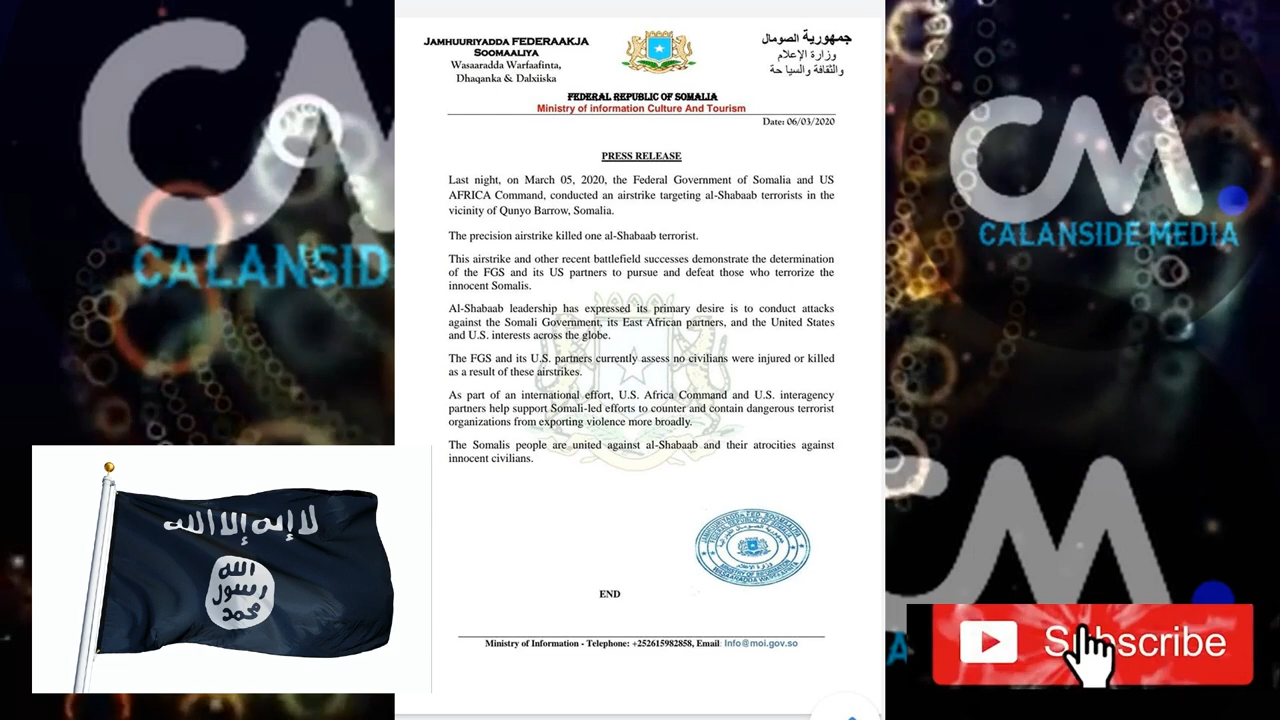 CM
CALANSID
JAMHUURIYADDA FEDERAAKJA
SOOMAALIYA
Wasaaradda Warfaafinta,
Dhaqanka & Dalxiiska
جمهورية الصومال
وزارة الإعلام
والثقافة والسيا حة
FEDERAL REPUBLIC OF SOMALIA
Ministry of information Culture And Tourism
Date: 06/03/2020
PRESS RELEASE
Last night, on March 05, 2020, the Federal Government of Somalia and US
AFRICA Command, conducted an airstrike targeting al-Shabaab terrorists in the
vicinity of Qunyo Barrow, Somalia.
The precision airstrike killed one al-Shabaab terrorist.
This airstrike and other recent battlefield successes demonstrate the determination
of the FGS and its US partners to pursue and defeat those who terrorize the
innocent Somalis.
Al-Shabaab leadership has expressed its primary desire is to conduct attacks
against the Somali Government, its East African partners, and the United States
and U.S. interests across the globe.
The FGS and its U.S. partners currently assess no civilians were injured or killed
as a result of these airstrikes.
As part of an international effort, U.S. Africa Command and U.S. interagency
partners help support Somali-led efforts to counter and contain dangerous terrorist
organizations from exporting violence more broadly.
The Somalis people are united against al-Shabaab and their atrocities against
innocent civilians.
END
Ministry of Information - Telephone: +252615982858, Email: Info@moi.gov.so
لا إله إلا الله
الله
رسول
محمد
CM
CALANSIDE MEDIA
M
A
Subscribe